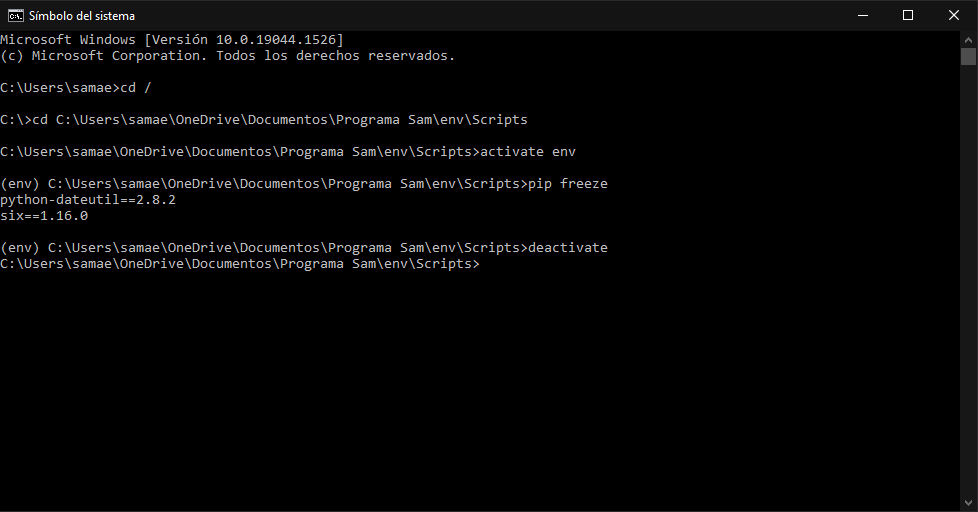 Símbolo del sistema
Microsoft Windows [Versión 10.0.19044.1526]
(c) Microsoft Corporation. Todos los derechos reservados.
C:\Users\samae>cd /
C:\>cd C:\Users\samae\OneDrive\Documentos\Programa Sam\env\Scripts
C:\Users\samae\OneDrive\Documentos\Programa Sam\env\Scripts>activate env
(env) C:\Users\samae\OneDrive\Documentos\Programa Sam\env\Scripts>pip freeze
python-dateutil==2.8.2
six==1.16.0
(env) C:\Users\samae\OneDrive\Documentos\Programa Sam\env\Scripts>deactivate
C:\Users\samae\OneDrive\Documentos\Programa Sam\env\Scripts>